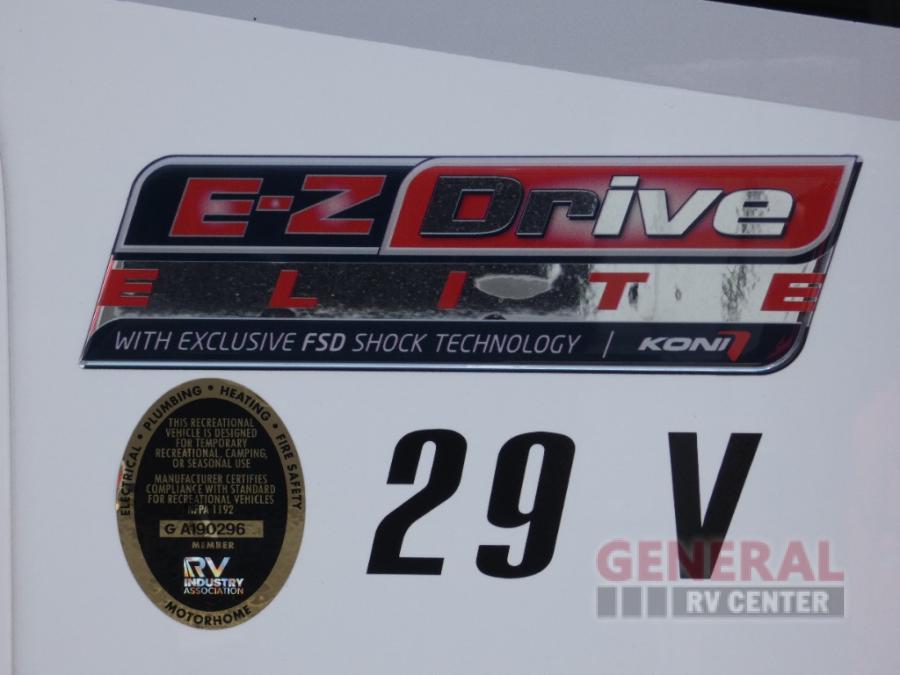 E-Z Drive
ELITE
WITH EXCLUSIVE FSD SHOCK TECHNOLOGY | KONI
ELECTRICAL • PLUMBING • HEATING • FIRE SAFETY
THIS RECREATIONAL
VEHICLE IS DESIGNED
FOR TEMPORARY
RECREATIONAL, CAMPING,
OR SEASONAL USE
MANUFACTURER CERTIFIES
COMPLIANCE WITH STANDARD
FOR RECREATIONAL VEHICLES
NFPA 1192
G A190296
MEMBER
RV
INDUSTRY
ASSOCIATION
MOTORHOME
29 V
GENERAL
RV CENTER